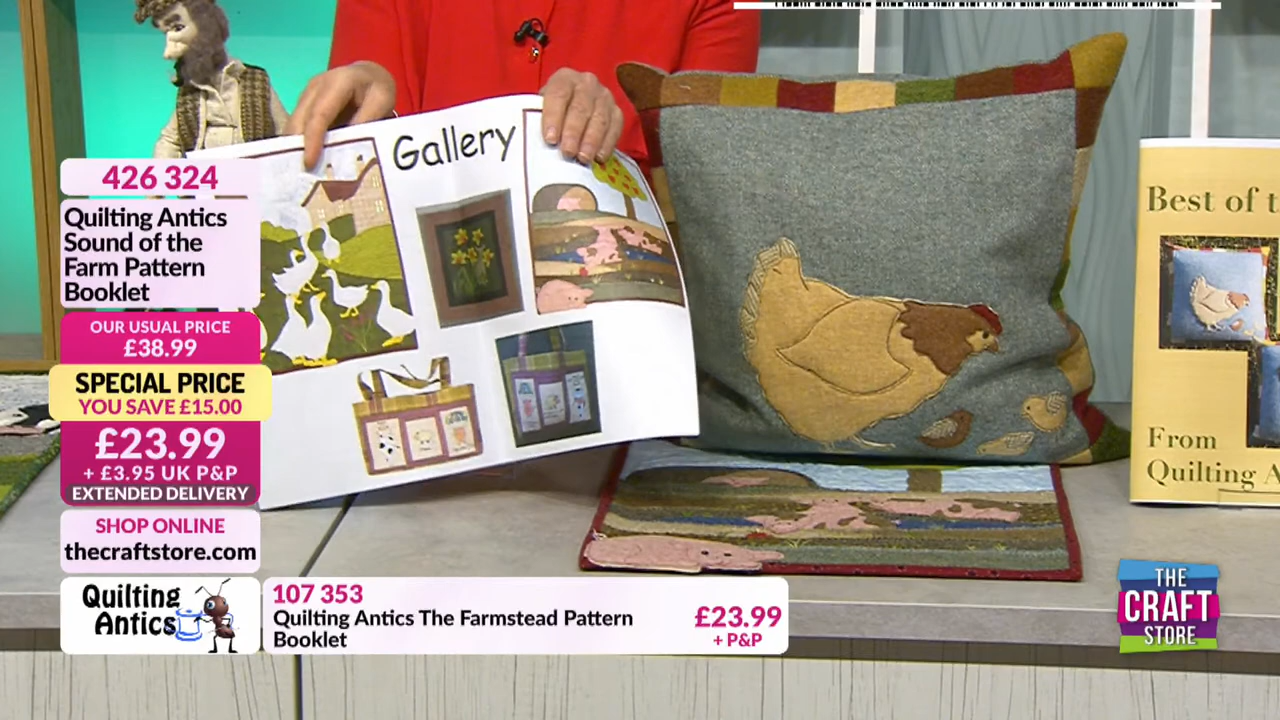 Gallery
426 324
Quilting Antics
Sound of the
Farm Pattern
Booklet
OUR USUAL PRICE
£38.99
SPECIAL PRICE
YOU SAVE £15.00
£23.99
+ £3.95 UK P&P
EXTENDED DELIVERY
SHOP ONLINE
thecraftstore.com
Quilting
Antics
107 353
Quilting Antics The Farmstead Pattern
Booklet
£23.99
+ P&P
Best of t
From
Quilting A
THE
CRAFT
STORE